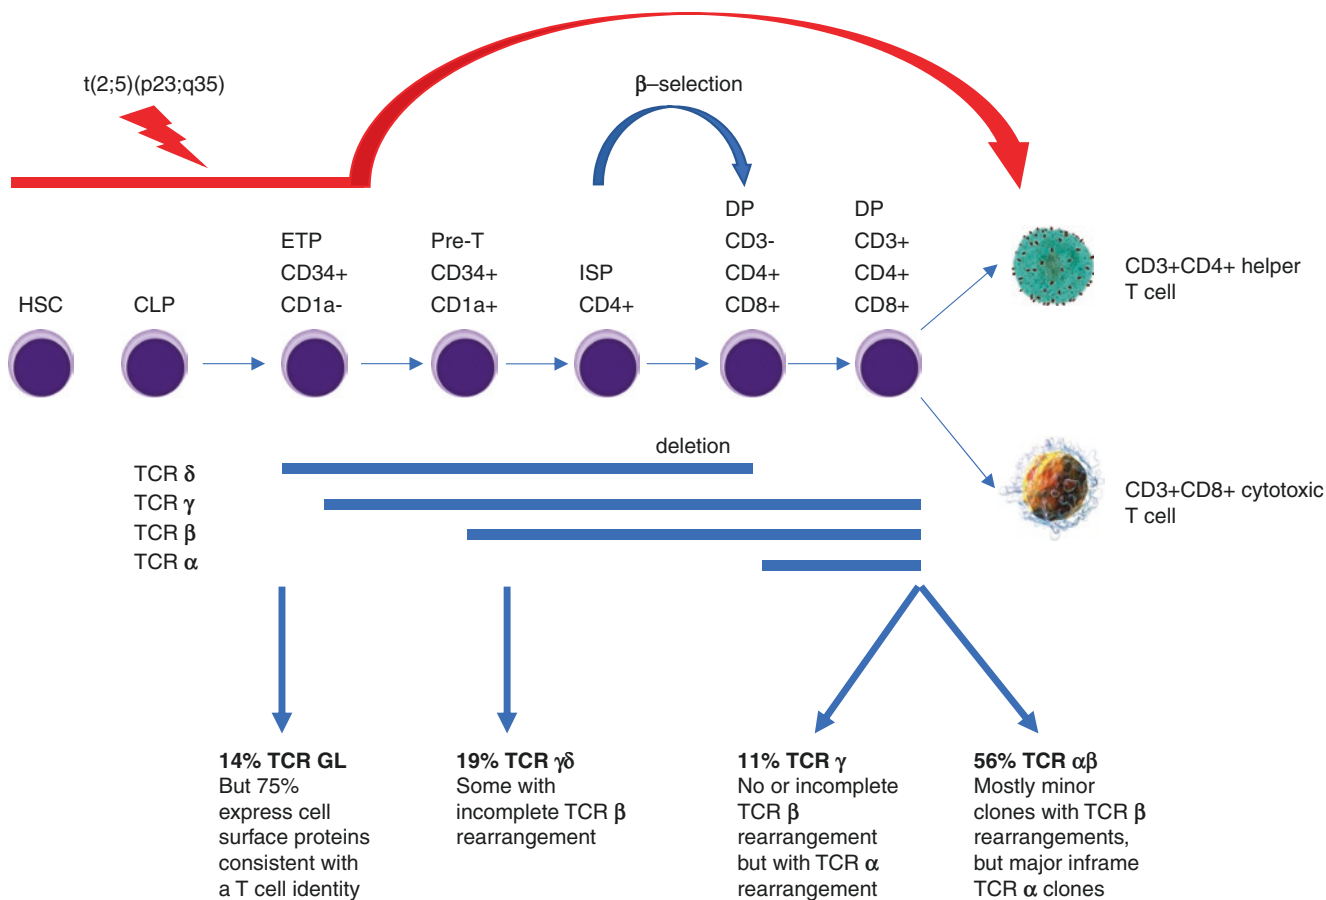 t(2;5)(p23;q35)
β–selection
HSC
CLP
ETP
CD34+
CD1a-
Pre-T
CD34+
CD1a+
ISP
CD4+
DP
CD3-
CD4+
CD8+
DP
CD3+
CD4+
CD8+
CD3+CD4+ helper
T cell
CD3+CD8+ cytotoxic
T cell
deletion
TCR δ
TCR γ
TCR β
TCR α
14% TCR GL
But 75%
express cell
surface proteins
consistent with
a T cell identity
19% TCR γδ
Some with
incomplete TCR β
rearrangement
11% TCR γ
No or incomplete
TCR β
rearrangement
but with TCR α
rearrangement
56% TCR αβ
Mostly minor
clones with TCR β
rearrangements,
but major inframe
TCR α clones